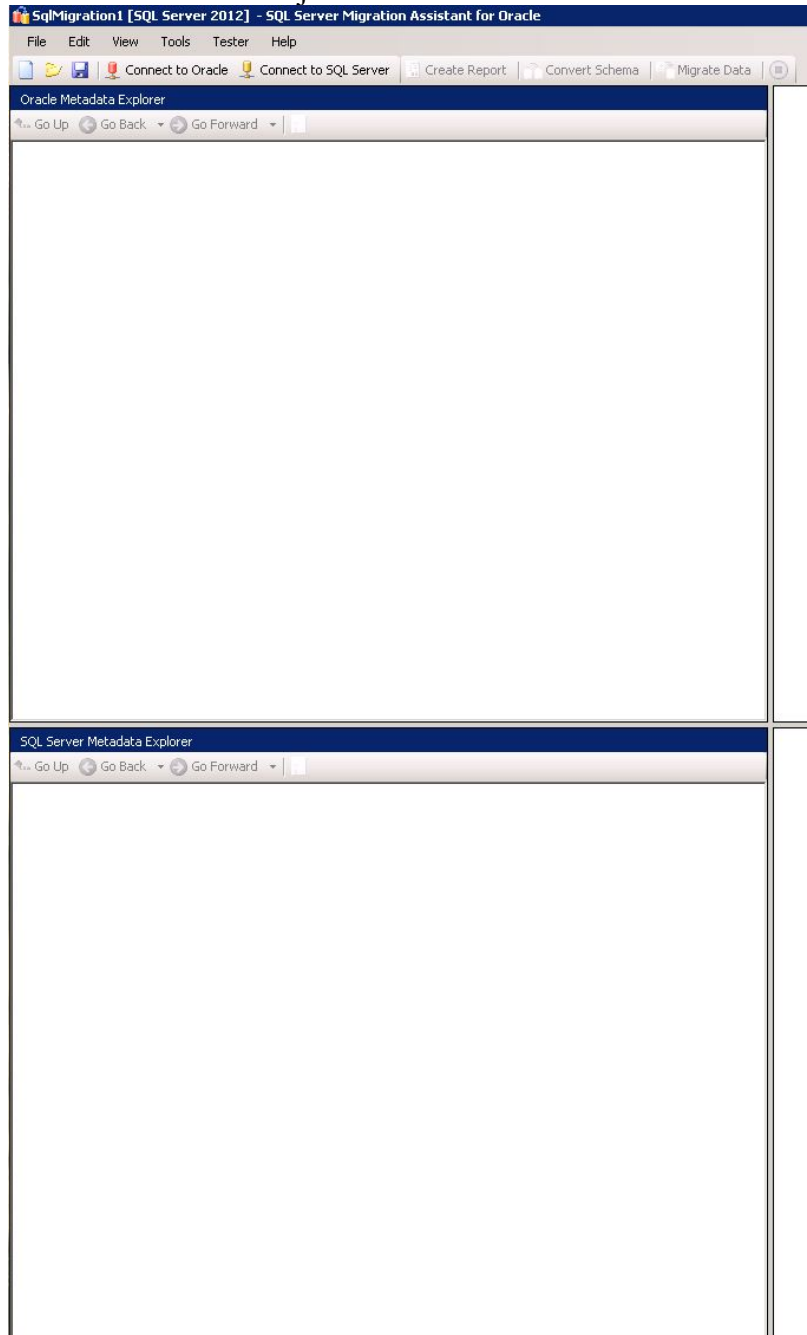 SqlMigration1 [SQL Server 2012] - SQL Server Migration Assistant for Oracle
File Edit View Tools Tester Help
Connect to Oracle Connect to SQL Server Create Report Convert Schema Migrate Data
Oracle Metadata Explorer
Go Up Go Back Go Forward
SQL Server Metadata Explorer
Go Up Go Back Go Forward